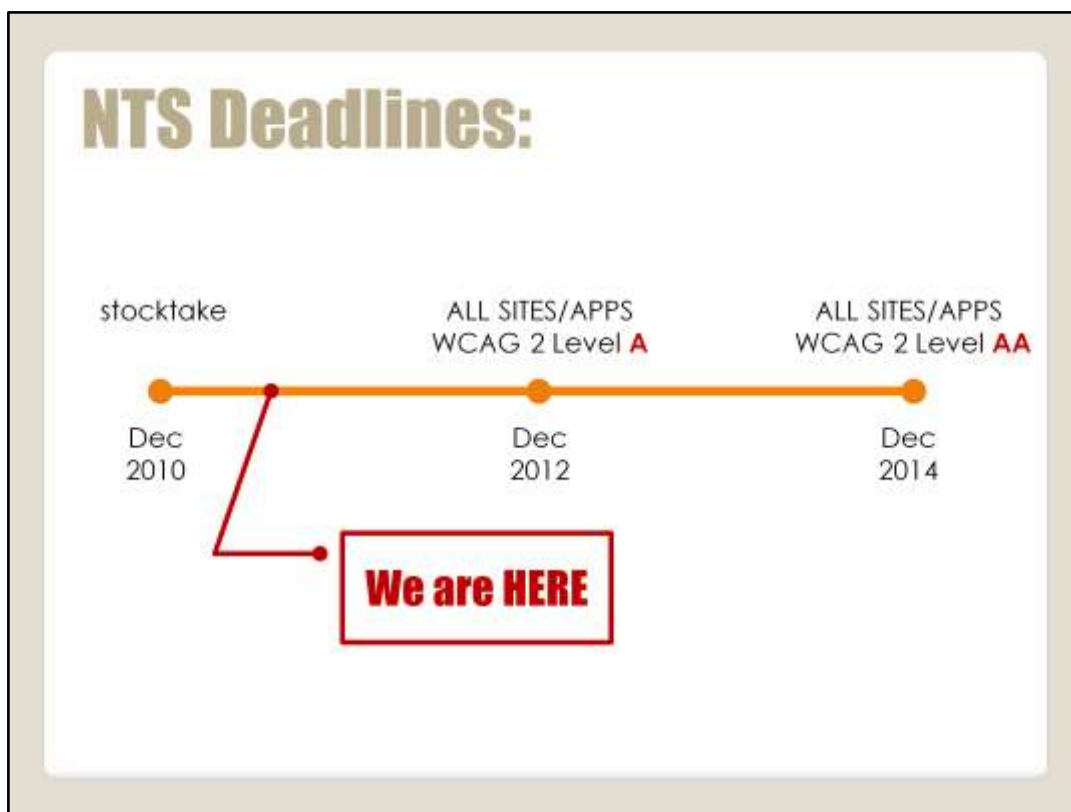 NTS Deadlines:
stocktake
ALL SITES/APPS
WCAG 2 Level A
ALL SITES/APPS
WCAG 2 Level AA
Dec
2010
Dec
2012
Dec
2014
We are HERE